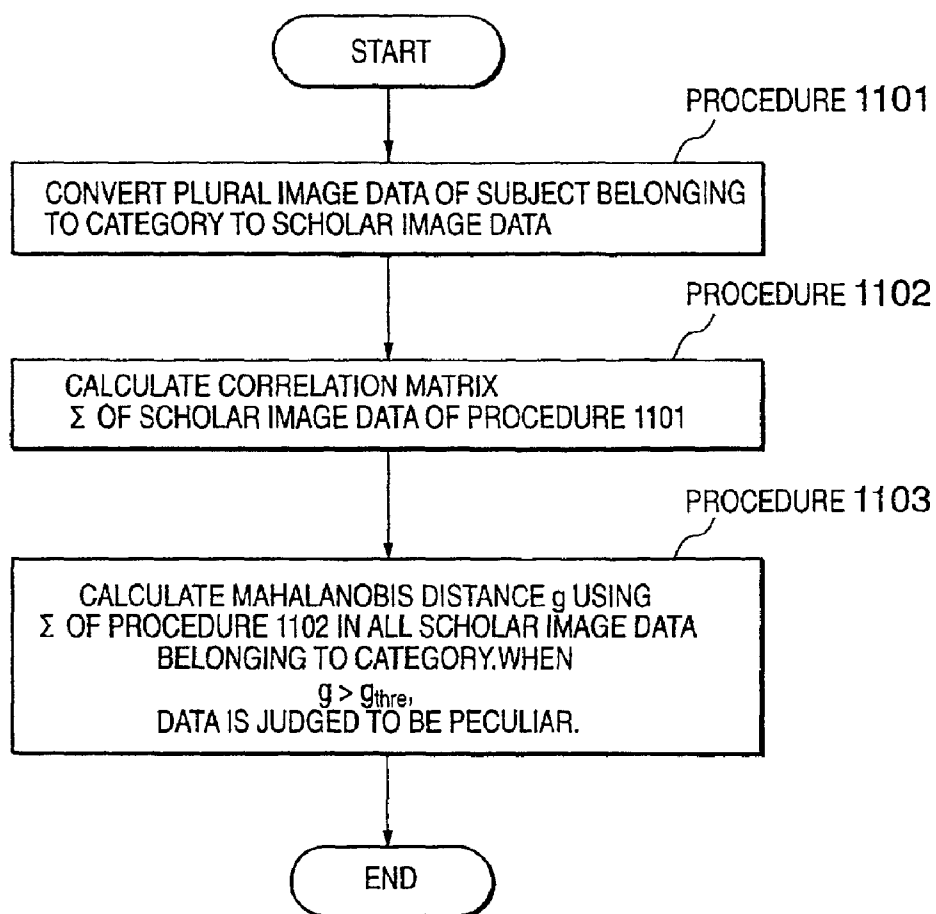 START
PROCEDURE 1101
CONVERT PLURAL IMAGE DATA OF SUBJECT BELONGING
TO CATEGORY TO SCHOLAR IMAGE DATA
PROCEDURE 1102
CALCULATE CORRELATION MATRIX
Σ OF SCHOLAR IMAGE DATA OF PROCEDURE 1101
PROCEDURE 1103
CALCULATE MAHALANOBIS DISTANCE g USING
Σ OF PROCEDURE 1102 IN ALL SCHOLAR IMAGE DATA
BELONGING TO CATEGORY.WHEN
g > gthre,
DATA IS JUDGED TO BE PECULIAR.
END